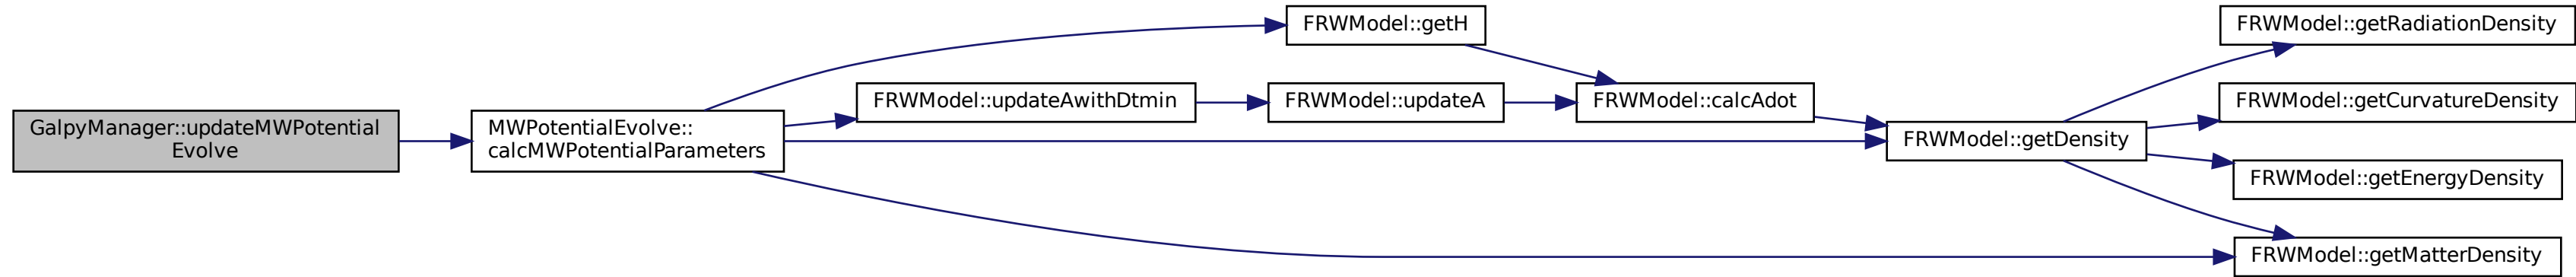 GalpyManager::updateMWPotential
Evolve
MWPotentialEvolve::
calcMWPotentialParameters
FRWModel::getH
FRWModel::updateAwithDtmin
FRWModel::updateA
FRWModel::calcAdot
FRWModel::getDensity
FRWModel::getRadiationDensity
FRWModel::getCurvatureDensity
FRWModel::getEnergyDensity
FRWModel::getMatterDensity